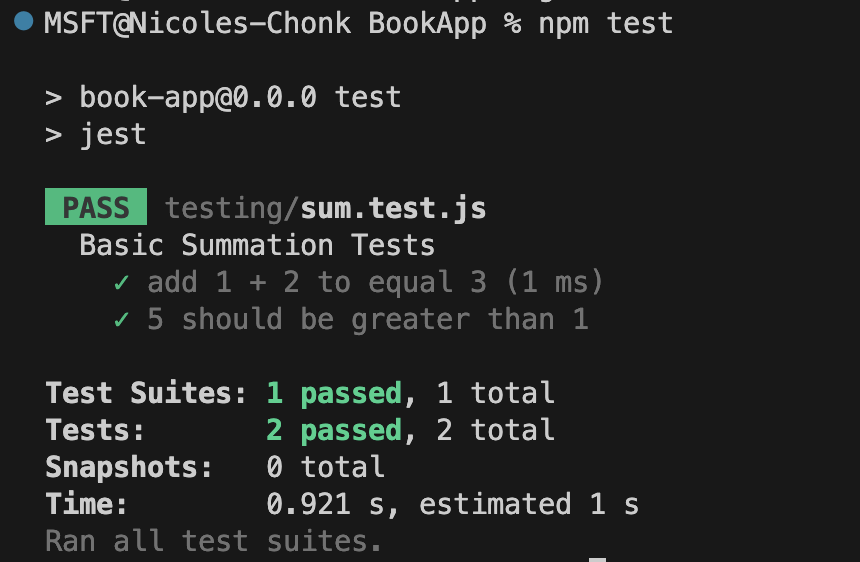 MSFT@Nicoles-Chonk BookApp % npm test
> book-app@0.0.0 test
> jest
PASS testing/sum.test.js
Basic Summation Tests
✓ add 1 + 2 to equal 3 (1 ms)
✓ 5 should be greater than 1
Test Suites: 1 passed, 1 total
Tests: 2 passed, 2 total
Snapshots: 0 total
Time: 0.921 s, estimated 1 s
Ran all test suites.